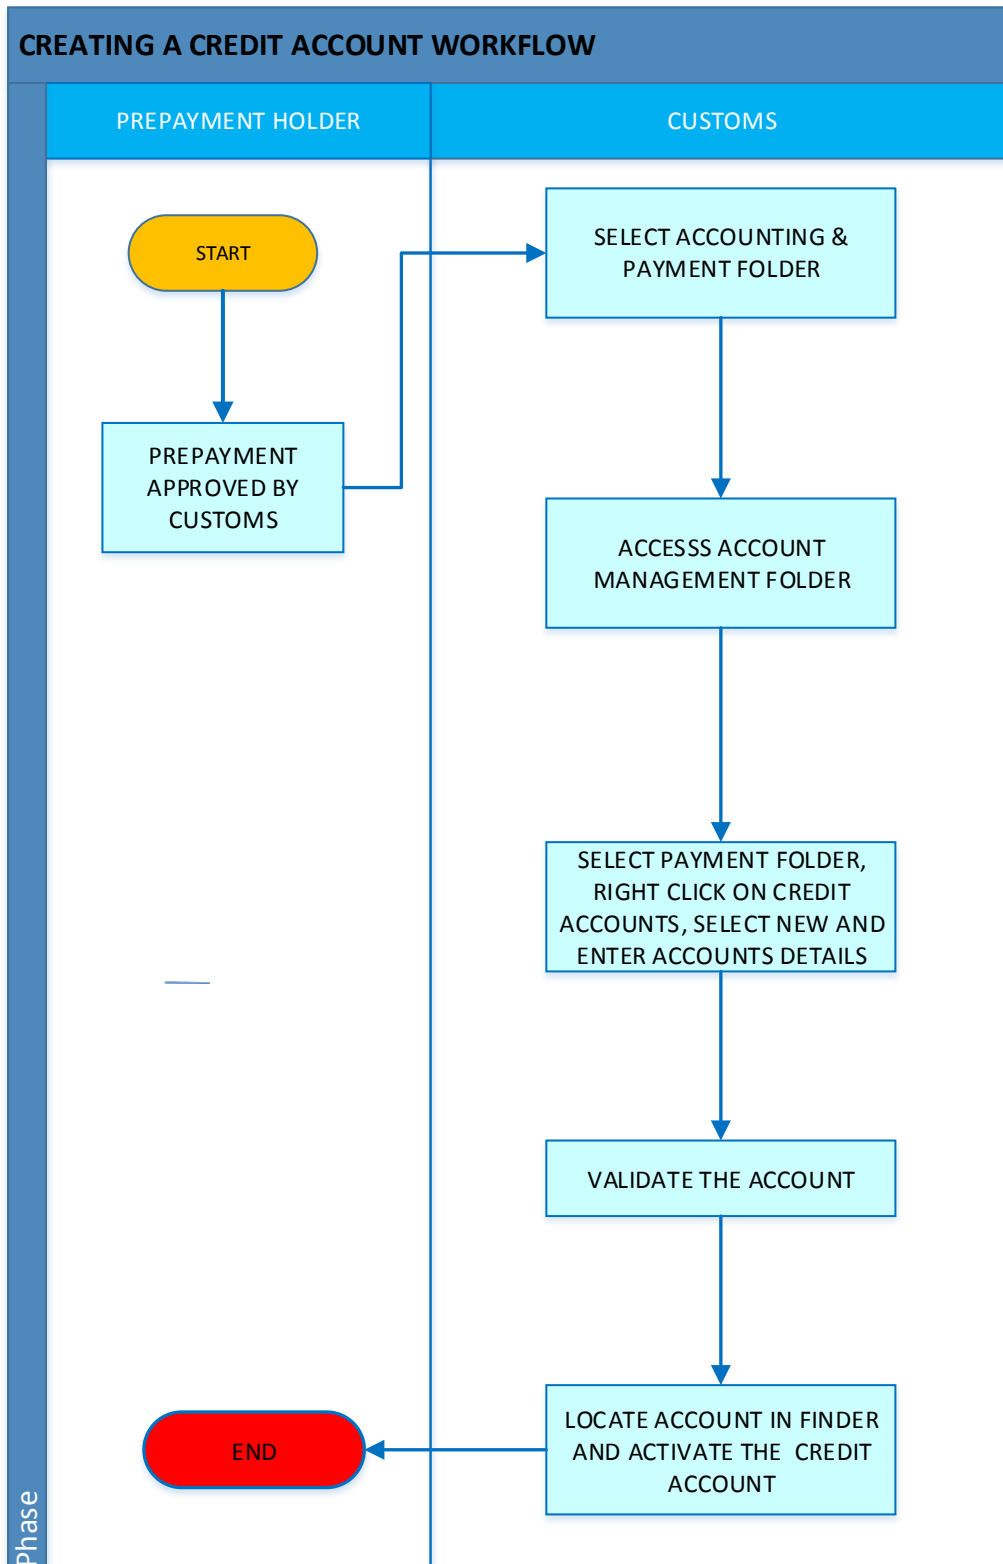 CREATING A CREDIT ACCOUNT WORKFLOW
PREPAYMENT HOLDER
CUSTOMS
START
SELECT ACCOUNTING &
PAYMENT FOLDER
PREPAYMENT
APPROVED BY
CUSTOMS
ACCESSS ACCOUNT
MANAGEMENT FOLDER
SELECT PAYMENT FOLDER,
RIGHT CLICK ON CREDIT
ACCOUNTS, SELECT NEW AND
ENTER ACCOUNTS DETAILS
VALIDATE THE ACCOUNT
LOCATE ACCOUNT IN FINDER
AND ACTIVATE THE CREDIT
ACCOUNT
END
Phase